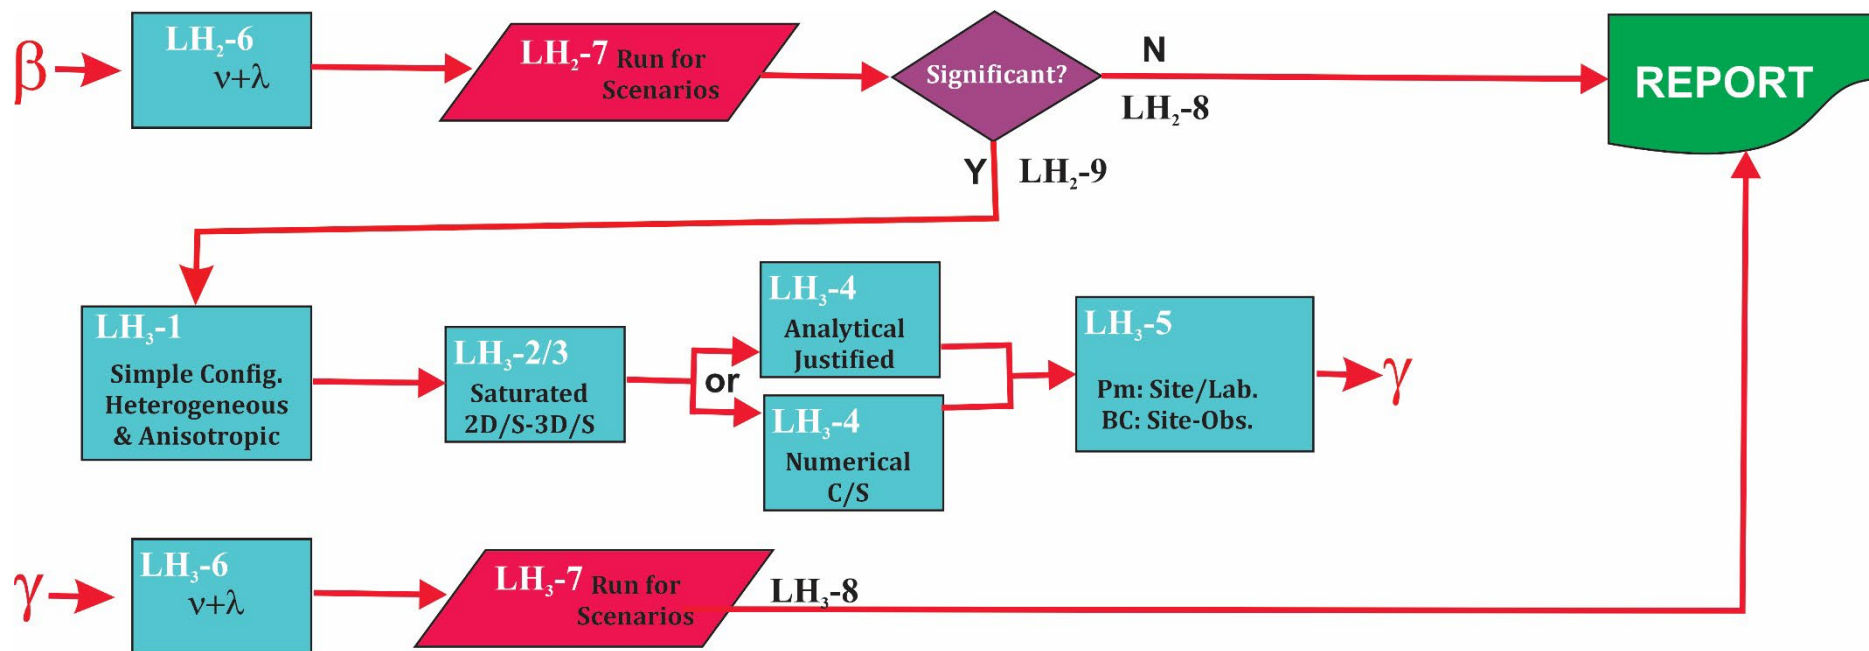 β
LH₂-6
ν+λ
LH₂-7 Run for
Scenarios
Significant?
N
LH₂-8
REPORT
Y
LH₂-9
LH₃-1
Simple Config.
Heterogeneous
& Anisotropic
LH₃-2/3
Saturated
2D/S-3D/S
or
LH₃-4
Analytical
Justified
LH₃-4
Numerical
C/S
LH₃-5
Pm: Site/Lab.
BC: Site-Obs.
γ
γ
LH₃-6
ν+λ
LH₃-7 Run for
Scenarios
LH₃-8